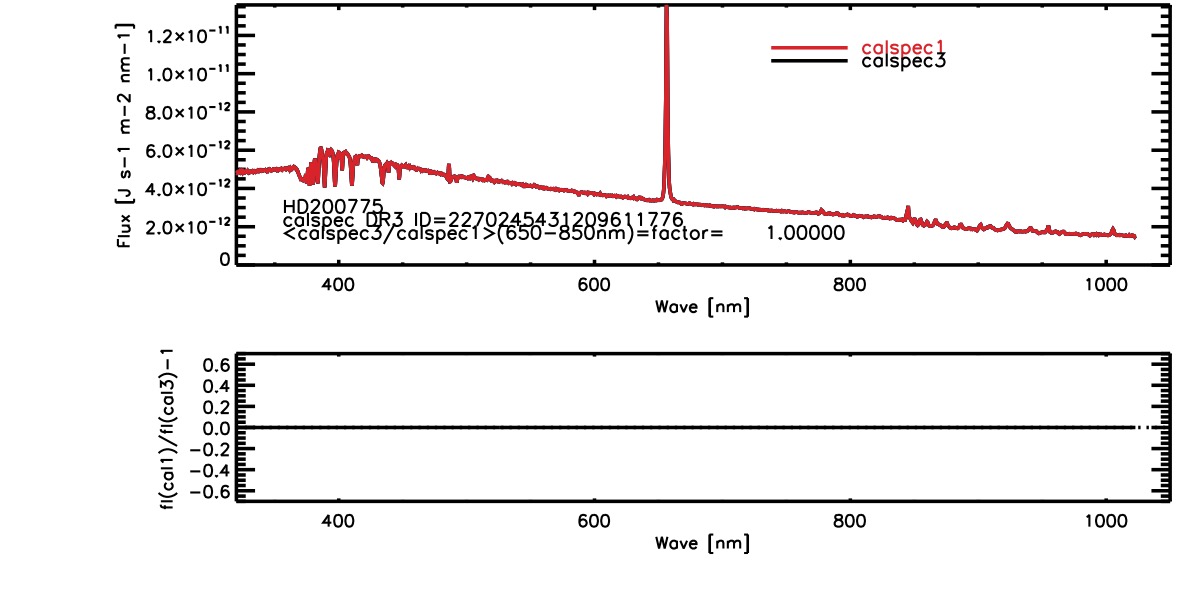 1.2×10−11
1.0×10−11
8.0×10−12
6.0×10−12
4.0×10−12
2.0×10−12
0
Flux [J s−1 m−2 nm−1]
calspec1
calspec3
HD200775
calspec DR3 ID=2270245431209611776
<calspec3/calspec1>(650−850nm)=factor= 1.00000
400 600 800 1000
Wave [nm]
fl(cal1)/fl(cal3)−1
0.6
0.4
0.2
0.0
−0.2
−0.4
−0.6
400 600 800 1000
Wave [nm]